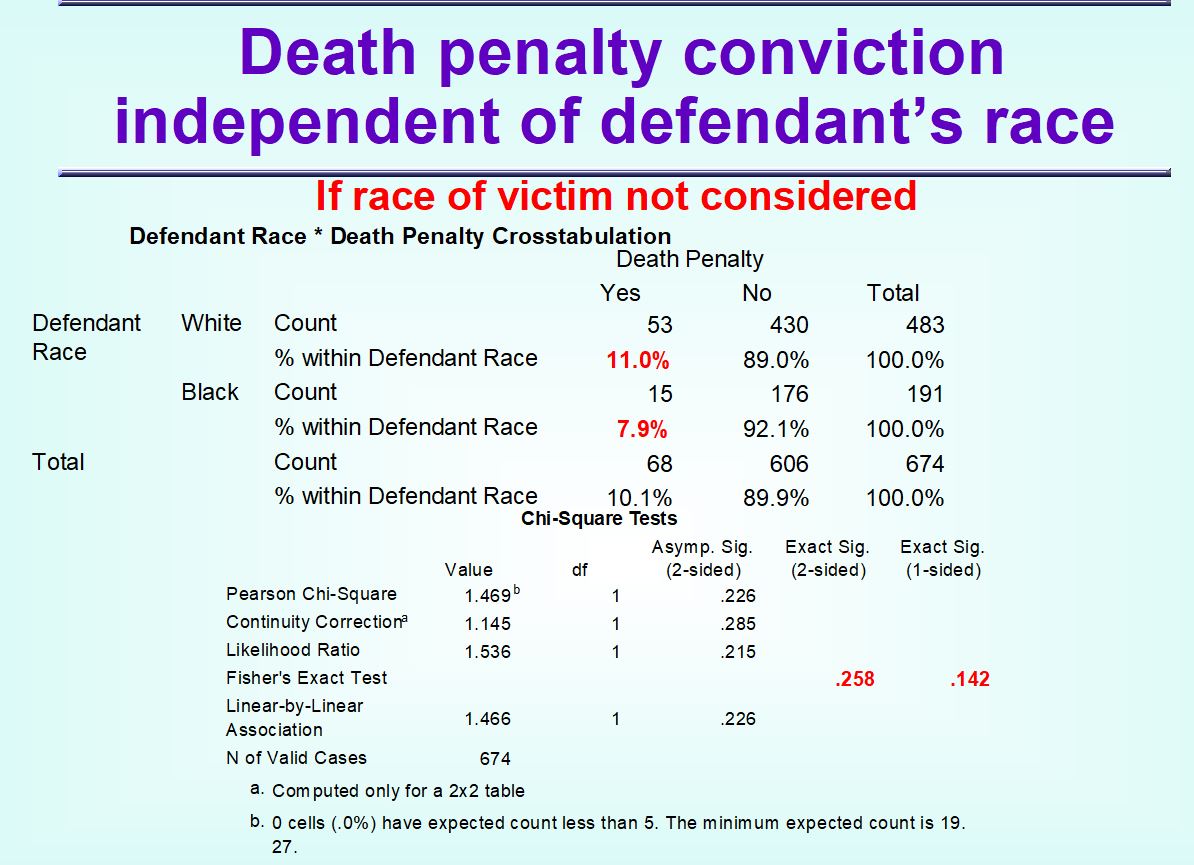 Death penalty conviction
independent of defendant’s race
If race of victim not considered
Defendant Race * Death Penalty Crosstabulation
Death Penalty
Yes No Total
Defendant Race White Count 53 430 483
% within Defendant Race 11.0% 89.0% 100.0%
Black Count 15 176 191
% within Defendant Race 7.9% 92.1% 100.0%
Total Count 68 606 674
% within Defendant Race 10.1% 89.9% 100.0%
Chi-Square Tests
Value df Asymp. Sig. (2-sided) Exact Sig. (2-sided) Exact Sig. (1-sided)
Pearson Chi-Square 1.469b 1 .226
Continuity Correctiona 1.145 1 .285
Likelihood Ratio 1.536 1 .215
Fisher's Exact Test .258 .142
Linear-by-Linear Association 1.466 1 .226
N of Valid Cases 674
a. Computed only for a 2x2 table
b. 0 cells (.0%) have expected count less than 5. The minimum expected count is 19.
27.